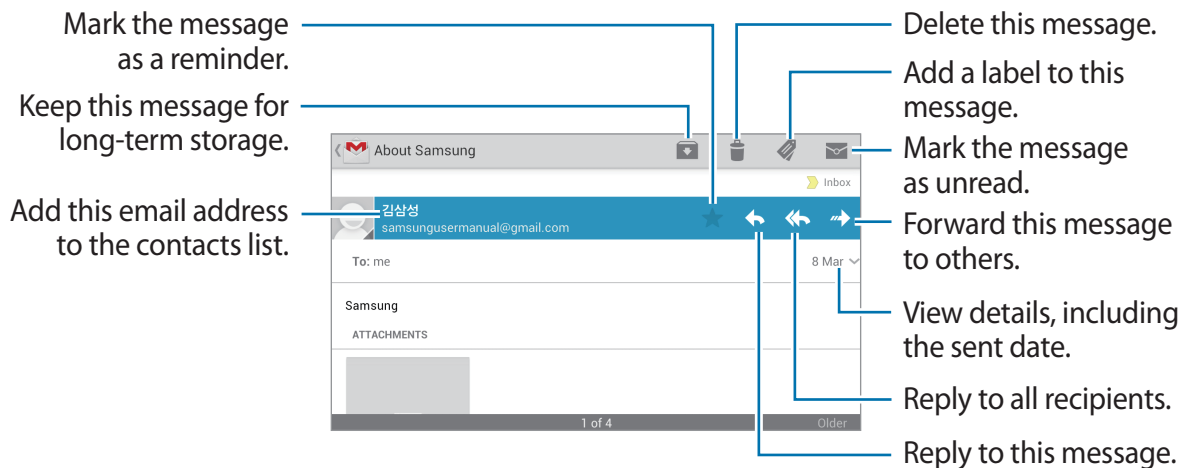 Mark the message
as a reminder.
Keep this message for
long-term storage.
Add this email address
to the contacts list.
About Samsung
Inbox
김삼성
samsungusermanual@gmail.com
To: me
8 Mar
Samsung
ATTACHMENTS
1 of 4
Older
Delete this message.
Add a label to this
message.
Mark the message
as unread.
Forward this message
to others.
View details, including
the sent date.
Reply to all recipients.
Reply to this message.